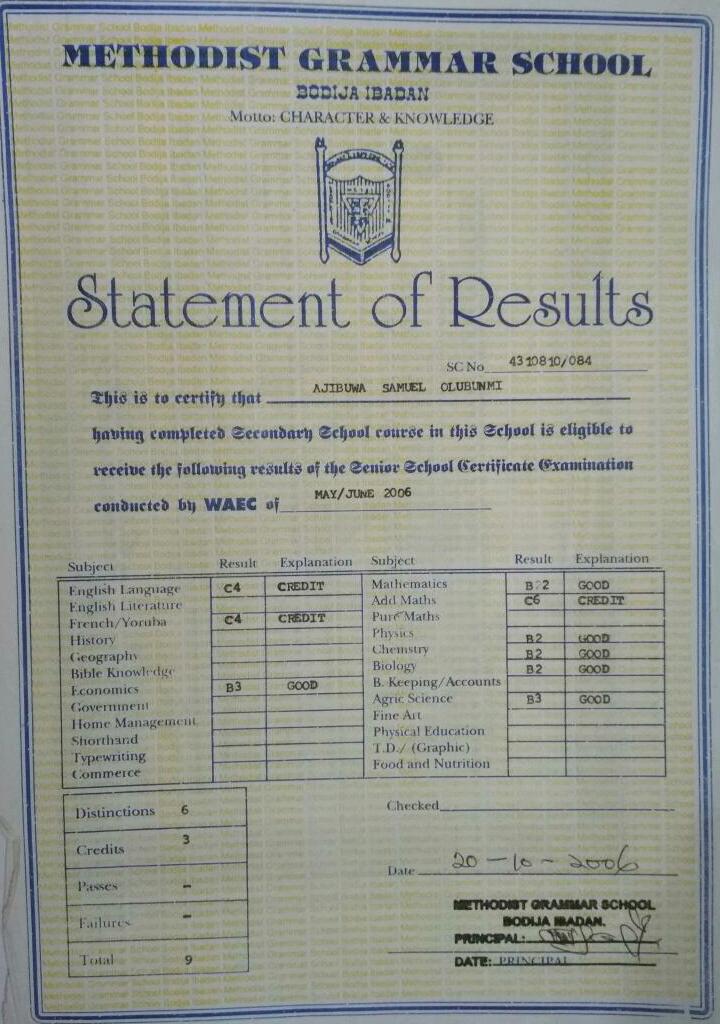 METHODIST GRAMMAR SCHOOL
BODIJA IBADAN
Motto: CHARACTER & KNOWLEDGE
Statement of Results
SC No 4310810/084
This is to certify that AJIBUWA SAMUEL OLUBUNMI
having completed Secondary School course in this School is eligible to
receive the following results of the Senior School Certificate Examination
conducted by WAEC of MAY/JUNE 2006
Subject Result Explanation Subject Result Explanation
English Language C4 CREDIT Mathematics B 2 GOOD
English Literature Add Maths C6 CREDIT
French/Yoruba C4 CREDIT Pure Maths
History Physics B2 GOOD
Geography Chemstry B2 GOOD
Bible Knowledge Biology B2 GOOD
Economics B3 GOOD B. Keeping/Accounts
Government Agric Science B3 GOOD
Home Management Fine Art
Shorthand Physical Education
Typewriting T.D./ (Graphic)
Commerce Food and Nutrition
Distinctions 6
Credits 3
Passes -
Failures -
Total 9
Checked
Date 20-10-2006
METHODIST GRAMMAR SCHOOL
BODIJA IBADAN.
PRINCIPAL:
DATE: PRINCIPAL